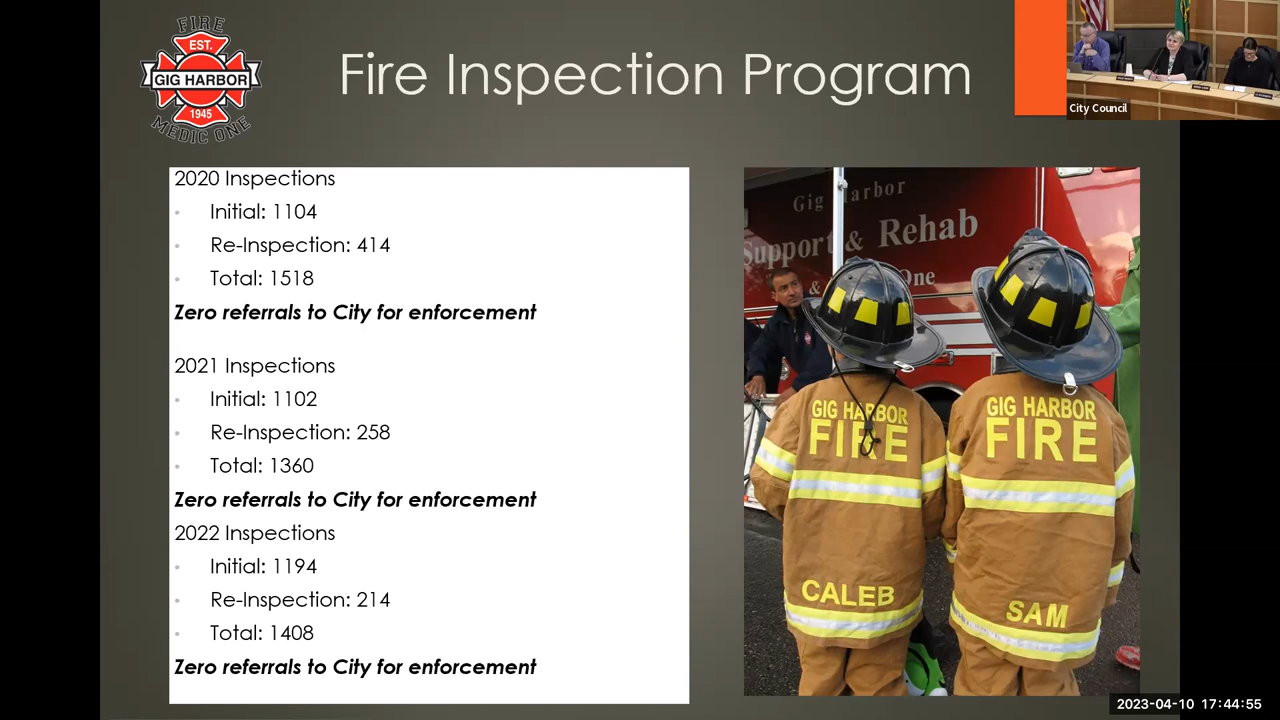 FIRE
EST.
GIG HARBOR
1945
MEDIC ONE
Fire Inspection Program
City Council
2020 Inspections
Initial: 1104
Re-Inspection: 414
Total: 1518
Zero referrals to City for enforcement
2021 Inspections
Initial: 1102
Re-Inspection: 258
Total: 1360
Zero referrals to City for enforcement
2022 Inspections
Initial: 1194
Re-Inspection: 214
Total: 1408
Zero referrals to City for enforcement
Gig Harbor
Support & Rehab
& One
GIG HARBOR
FIRE
CALEB
GIG HARBOR
FIRE
SAM
2023-04-10 17:44:55